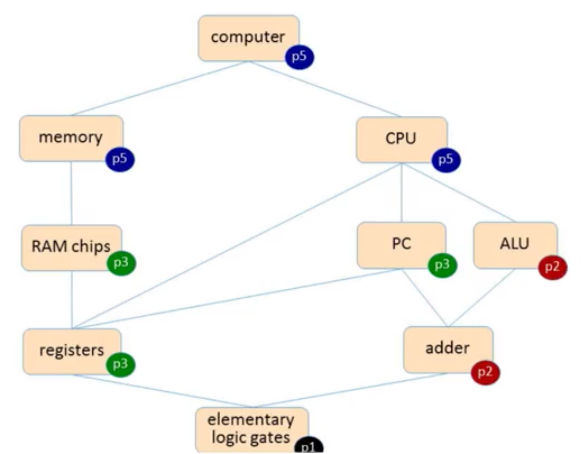 computer
p5
memory
p5
CPU
p5
RAM chips
p3
PC
p3
ALU
p2
registers
p3
adder
p2
elementary
logic gates
p1